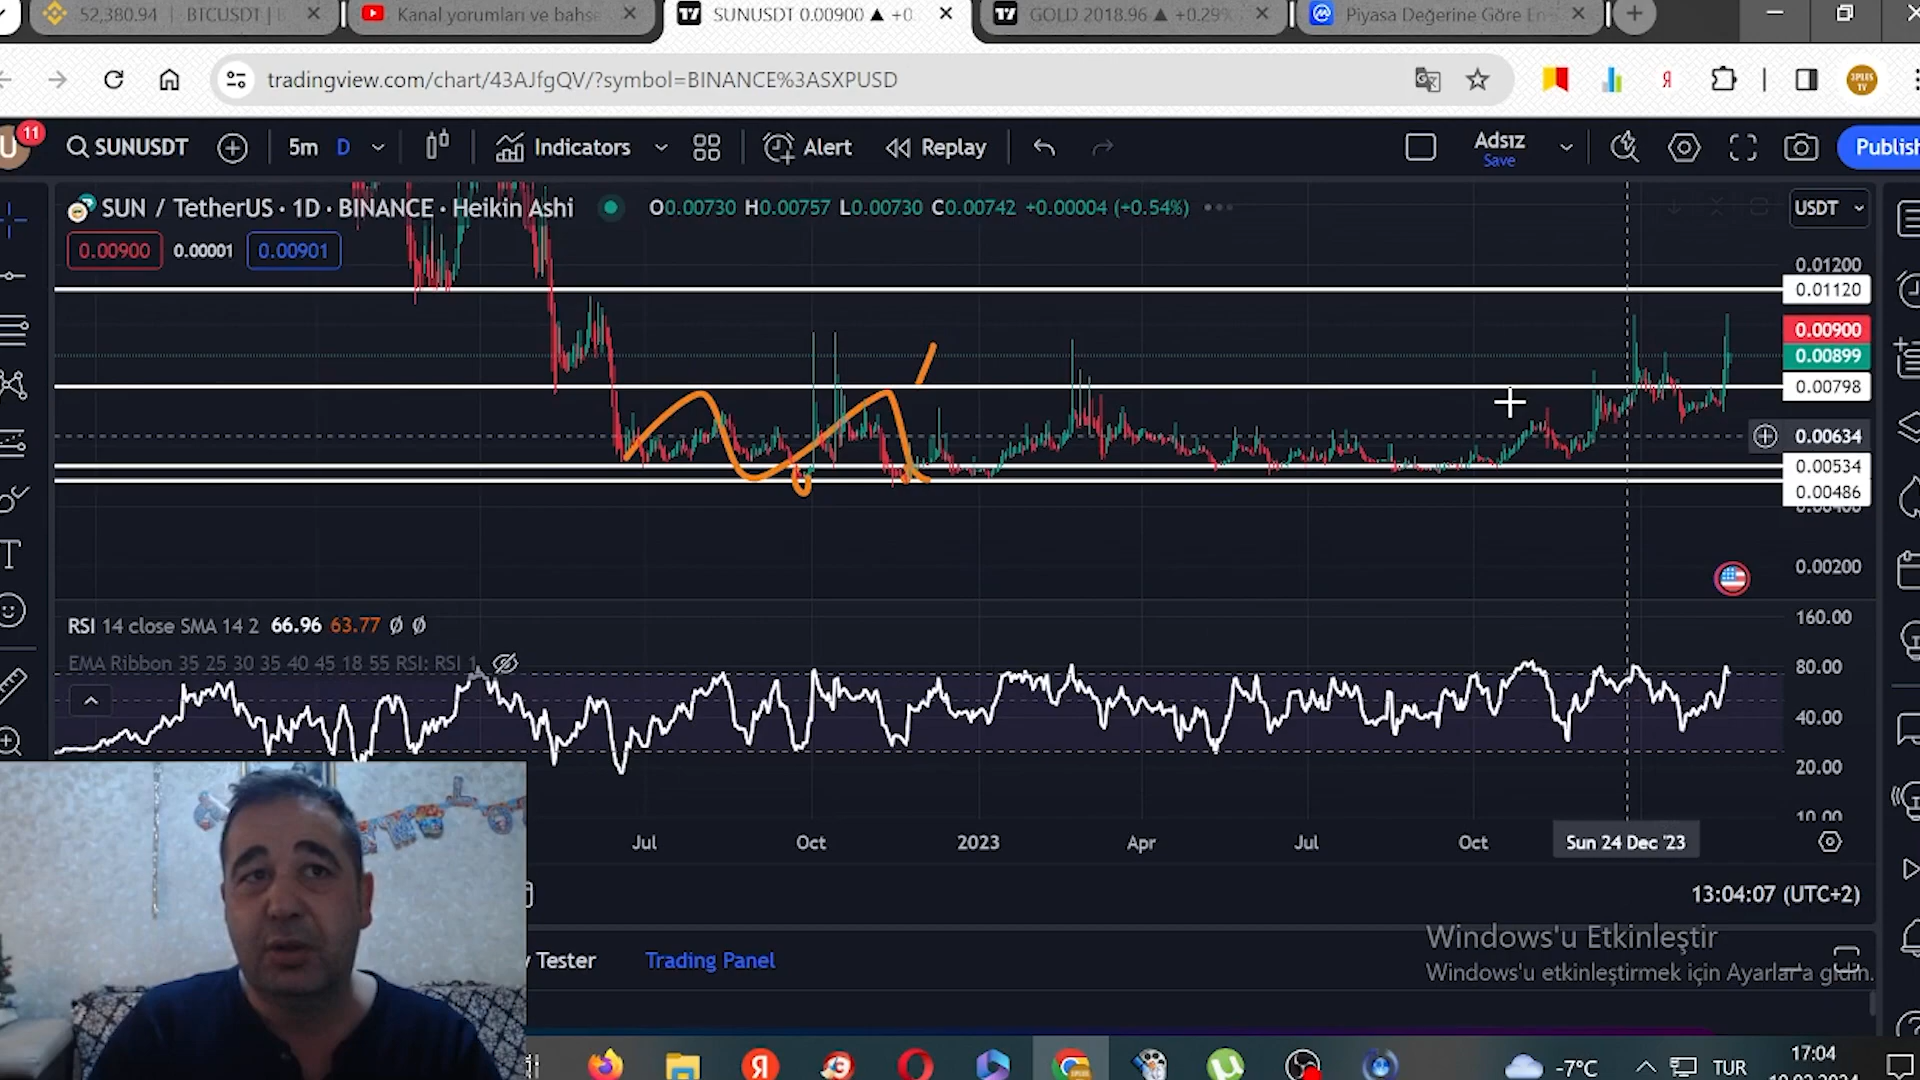 52,380.94 | BTCUSDT |
Kanal yorumları ve bahse
SUNUSDT 0.00900 ▲ +0
GOLD 2018.96 ▲ +0.29%
Piyasa Değerine Göre En
tradingview.com/chart/43AJfgQV/?symbol=BINANCE%3ASXPUSD
11
U
SUNUSDT
5m
D
Indicators
Alert
Replay
Adsız
Save
Publish
SUN / TetherUS · 1D · BINANCE · Heikin Ashi
O0.00730 H0.00757 L0.00730 C0.00742 +0.00004 (+0.54%)
USDT
0.00900
0.00001
0.00901
0.01200
0.01120
0.00900
0.00899
0.00798
0.00634
0.00534
0.00486
0.00400
0.00200
RSI 14 close SMA 14 2 66.96 63.77 Ø Ø
EMA Ribbon 35 25 30 35 40 45 18 55 RSI: RSI 1
160.00
80.00
40.00
20.00
10.00
Jul
Oct
2023
Apr
Jul
Oct
Sun 24 Dec '23
13:04:07 (UTC+2)
Tester
Trading Panel
Windows'u Etkinleştir
Windows'u etkinleştirmek için Ayarlar'a gidin.
-7°C
TUR
17:04